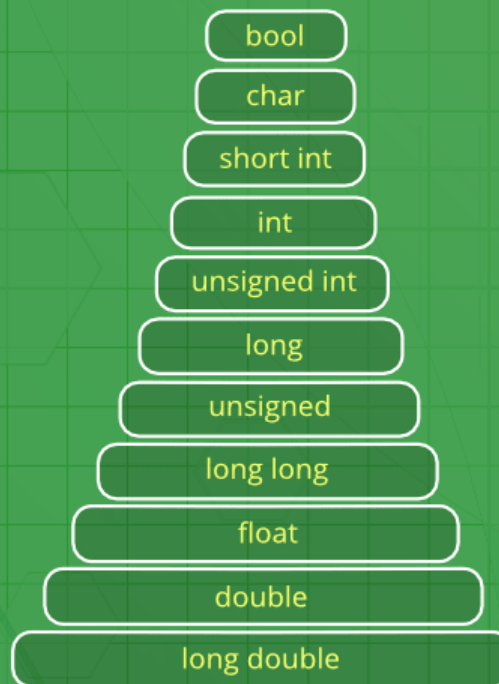 bool
char
short int
int
unsigned int
long
unsigned
long long
float
double
long double